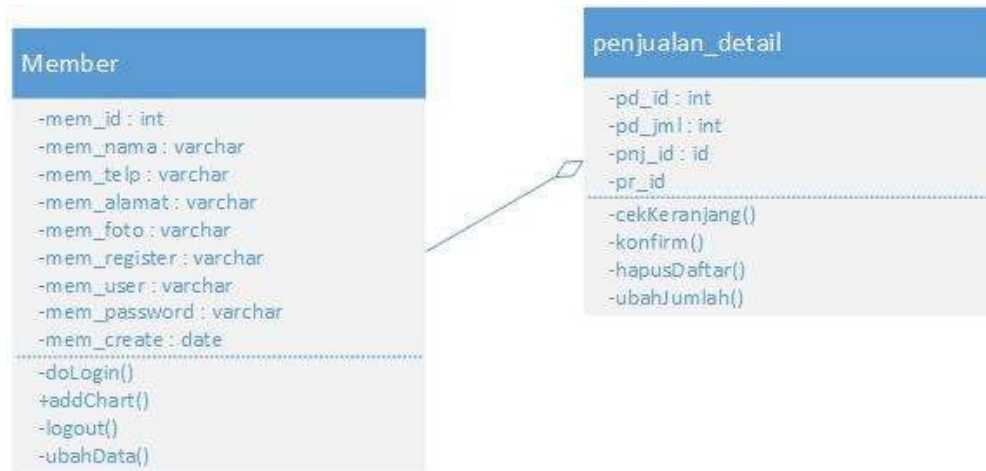 Member
-mem_id : int
-mem_nama : varchar
-mem_telp : varchar
-mem_alamat : varchar
-mem_foto : varchar
-mem_register : varchar
-mem_user : varchar
-mem_password : varchar
-mem_create : date
-doLogin()
+addChart()
-logout()
-ubahData()
penjualan_detail
-pd_id : int
-pd_jml : int
-pnj_id : id
-pr_id
-cekKeranjang()
-konfirm()
-hapusDaftar()
-ubahJumlah()